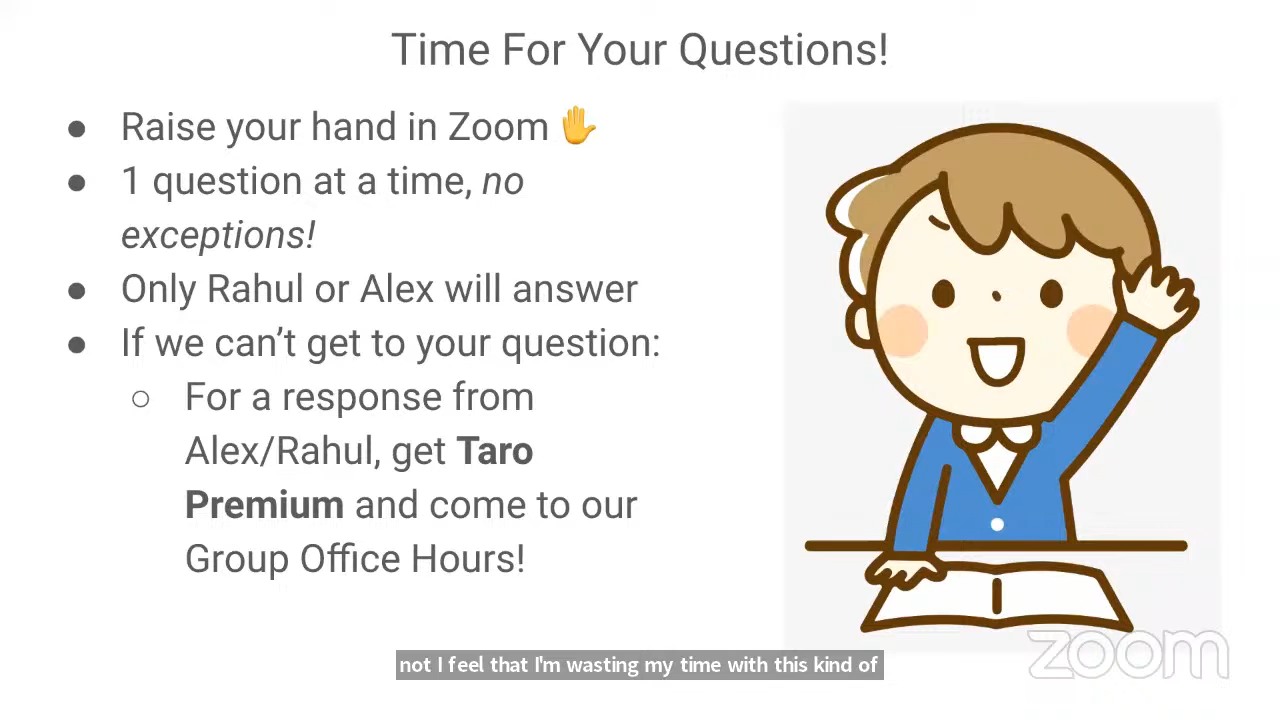 Time For Your Questions!
● Raise your hand in Zoom ✋
● 1 question at a time, no
exceptions!
● Only Rahul or Alex will answer
● If we can’t get to your question:
○ For a response from
Alex/Rahul, get Taro
Premium and come to our
Group Office Hours!
zoom
not I feel that I'm wasting my time with this kind of